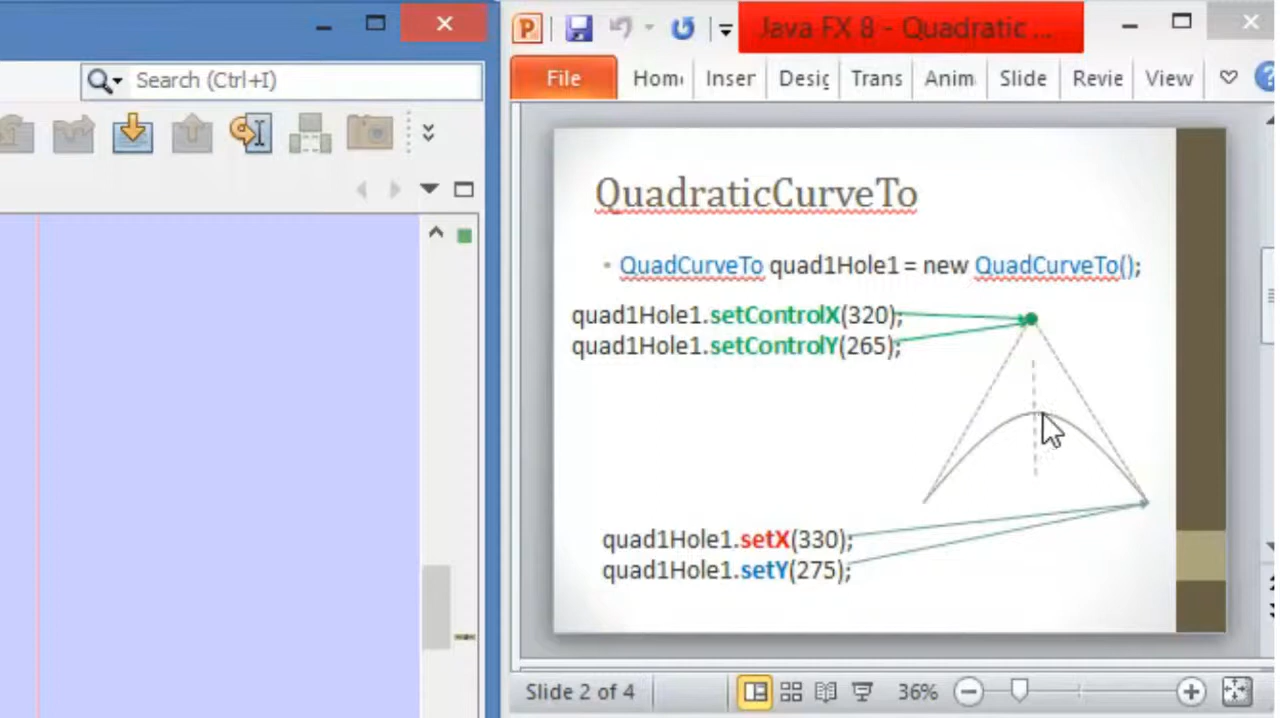 Search (Ctrl+I)
Java FX 8 - Quadratic ...
File Hom Inser Desig Trans Anim Slide Revie View
QuadraticCurveTo
QuadCurveTo quad1Hole1 = new QuadCurveTo();
quad1Hole1.setControlX(320);
quad1Hole1.setControlY(265);
quad1Hole1.setX(330);
quad1Hole1.setY(275);
Slide 2 of 4 36%